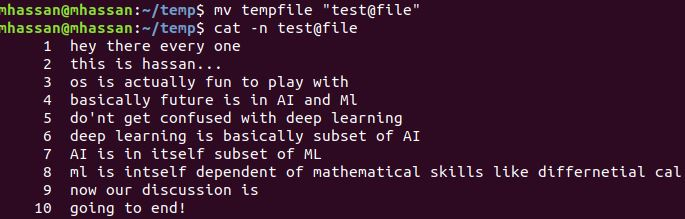 mhassan@mhassan:~/temp$ mv tempfile "test@file"
mhassan@mhassan:~/temp$ cat -n test@file
1 hey there every one
2 this is hassan...
3 os is actually fun to play with
4 basically future is in AI and Ml
5 do'nt get confused with deep learning
6 deep learning is basically subset of AI
7 AI is in itself subset of ML
8 ml is intself dependent of mathematical skills like differnetial cal
9 now our discussion is
10 going to end!